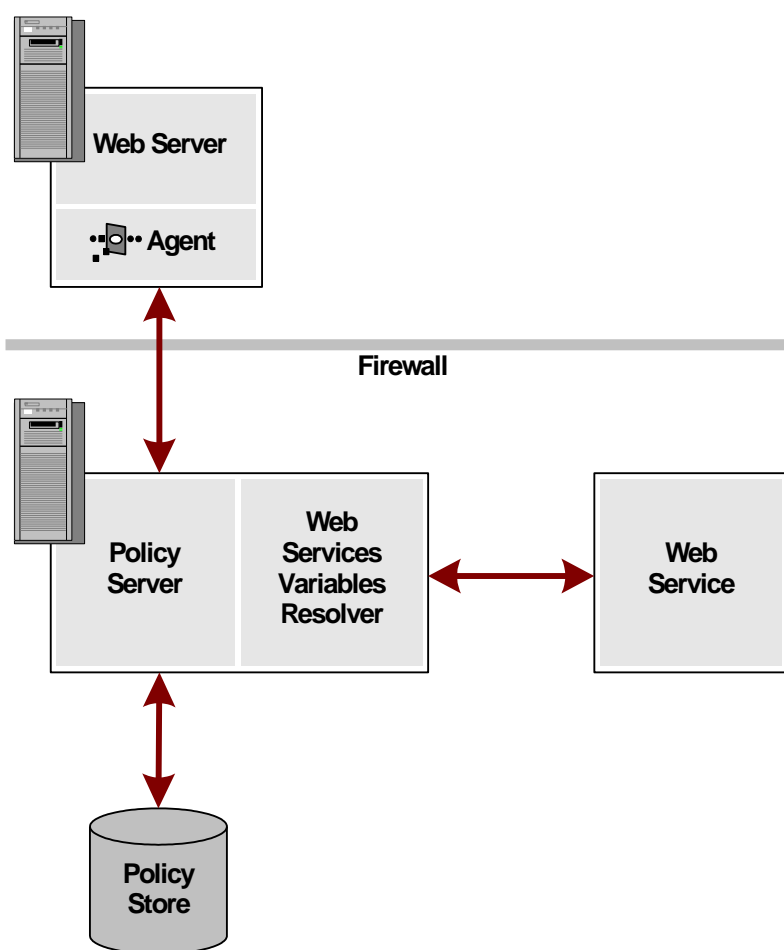 Web Server
Agent
Firewall
Policy
Server
Web
Services
Variables
Resolver
Web
Service
Policy
Store